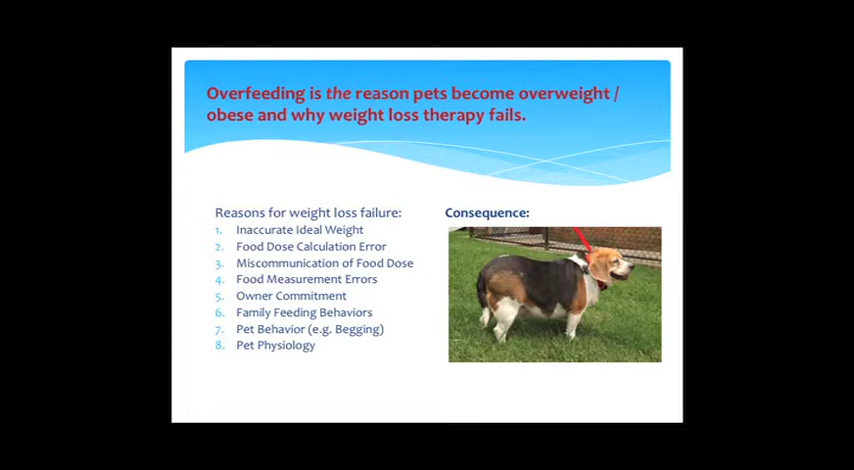 Overfeeding is the reason pets become overweight /
obese and why weight loss therapy fails.
Reasons for weight loss failure:
1. Inaccurate Ideal Weight
2. Food Dose Calculation Error
3. Miscommunication of Food Dose
4. Food Measurement Errors
5. Owner Commitment
6. Family Feeding Behaviors
7. Pet Behavior (e.g. Begging)
8. Pet Physiology
Consequence: